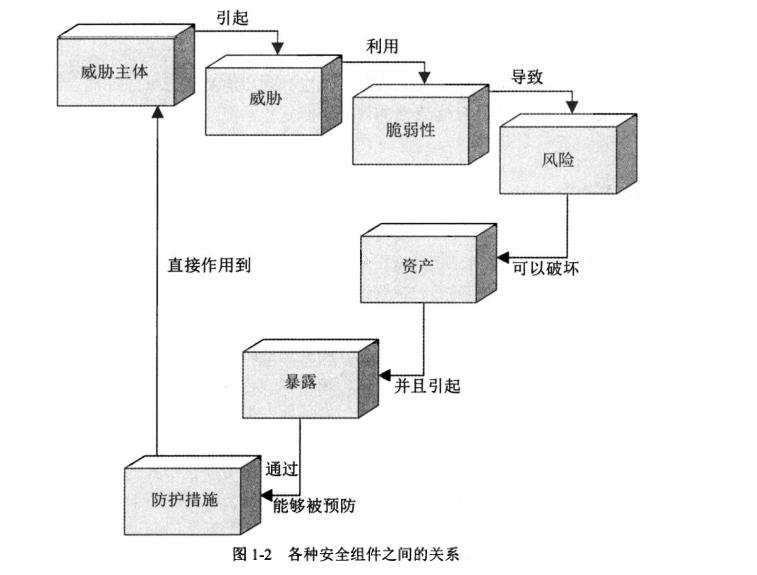 引起
威胁主体
利用
威胁
导致
脆弱性
风险
直接作用到
资产
可以破坏
暴露
并且引起
通过
防护措施
能够被预防
图 1-2 各种安全组件之间的关系